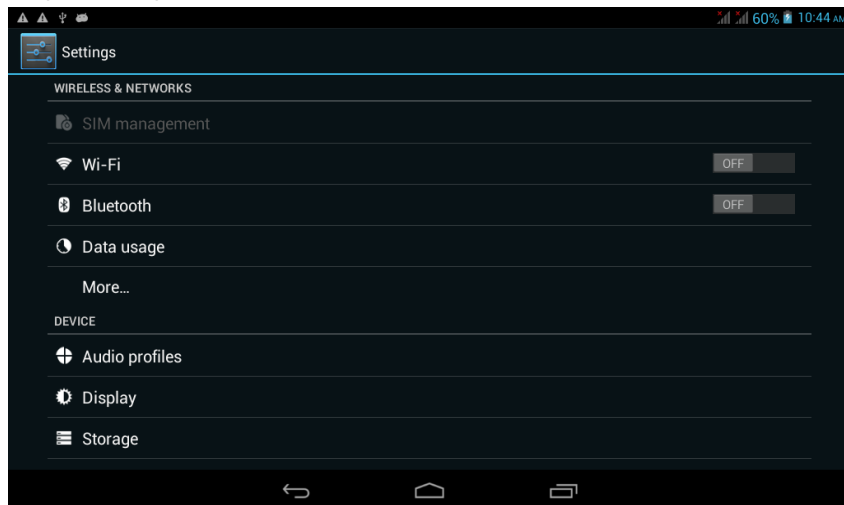 60% 10:44 AM
Settings
WIRELESS & NETWORKS
SIM management
Wi-Fi
OFF
Bluetooth
OFF
Data usage
More...
DEVICE
Audio profiles
Display
Storage